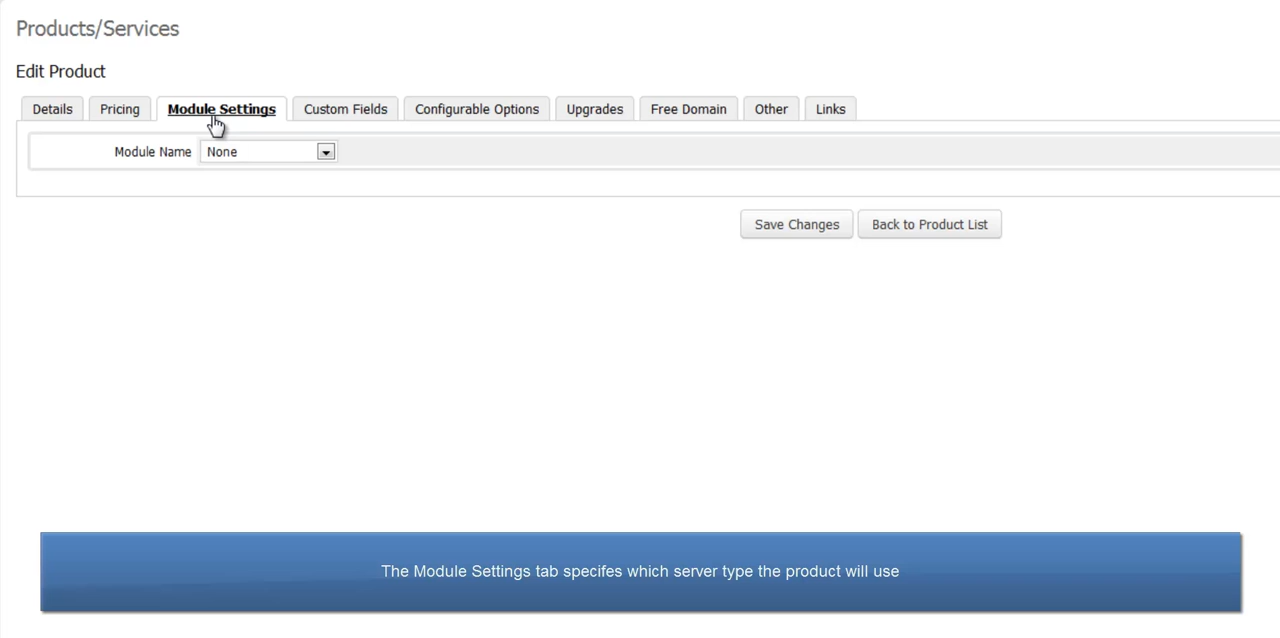 Products/Services
Edit Product
Details Pricing Module Settings Custom Fields Configurable Options Upgrades Free Domain Other Links
Module Name None
Save Changes Back to Product List
The Module Settings tab specifes which server type the product will use